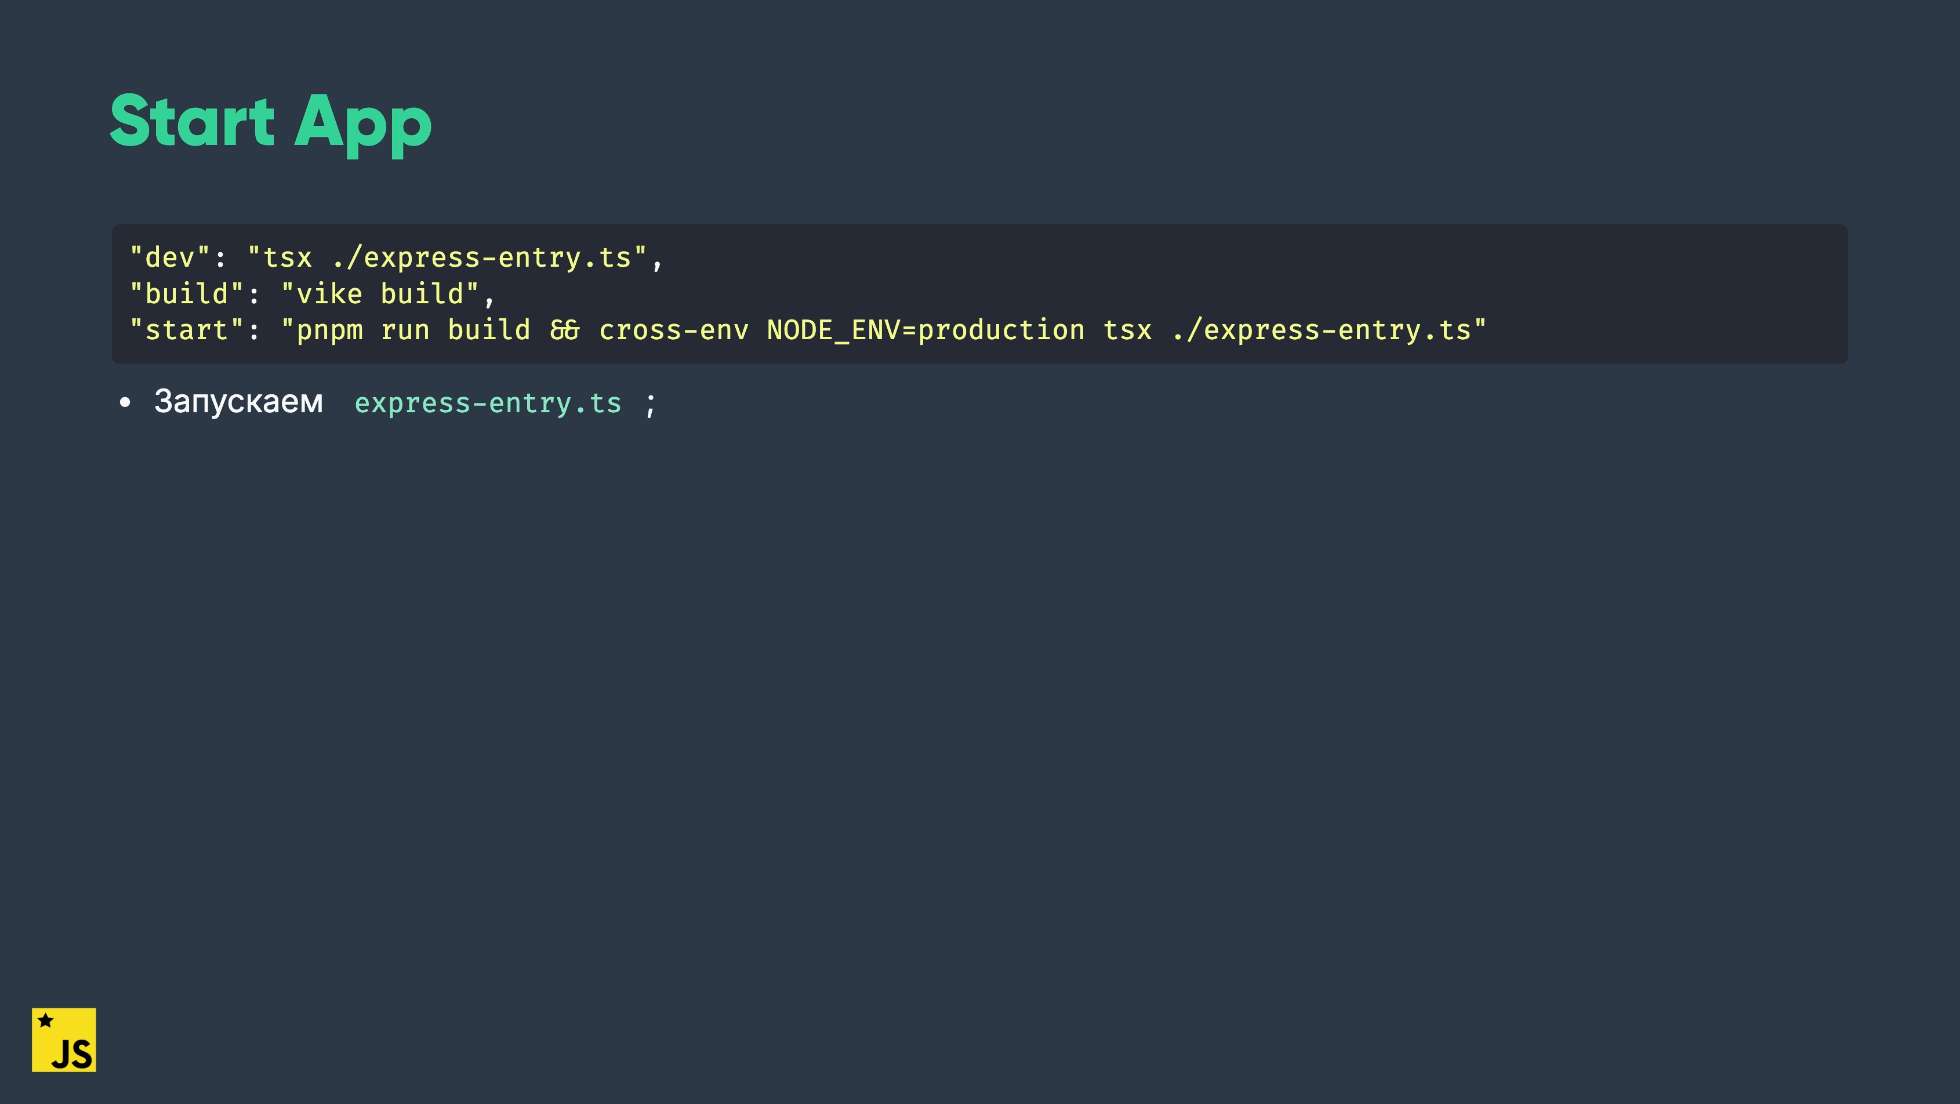 Start App
"dev": "tsx ./express-entry.ts",
"build": "vike build",
"start": "pnpm run build && cross-env NODE_ENV=production tsx ./express-entry.ts"
• Запускаем express-entry.ts ;
JS